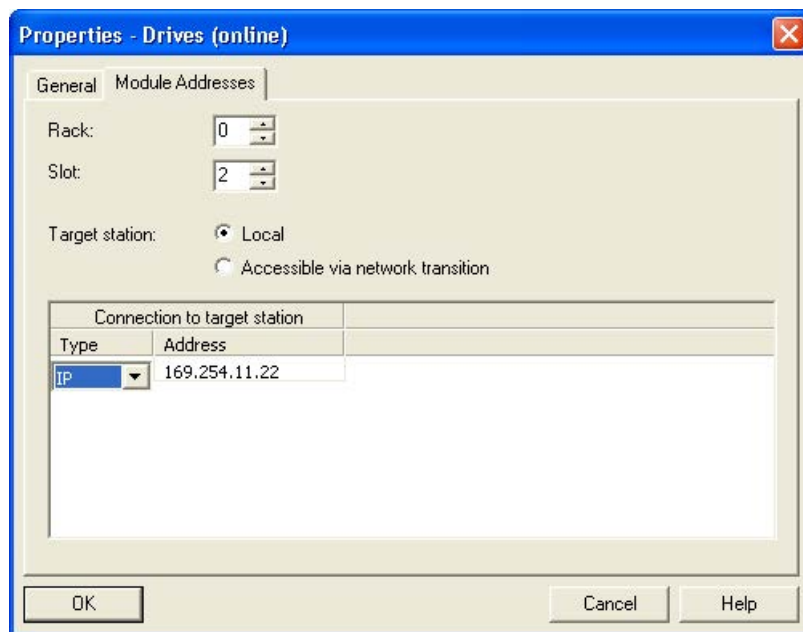 Properties - Drives (online)
General Module Addresses
Rack: 0
Slot: 2
Target station: Local
Accessible via network transition
Connection to target station
Type Address
IP 169.254.11.22
OK Cancel Help